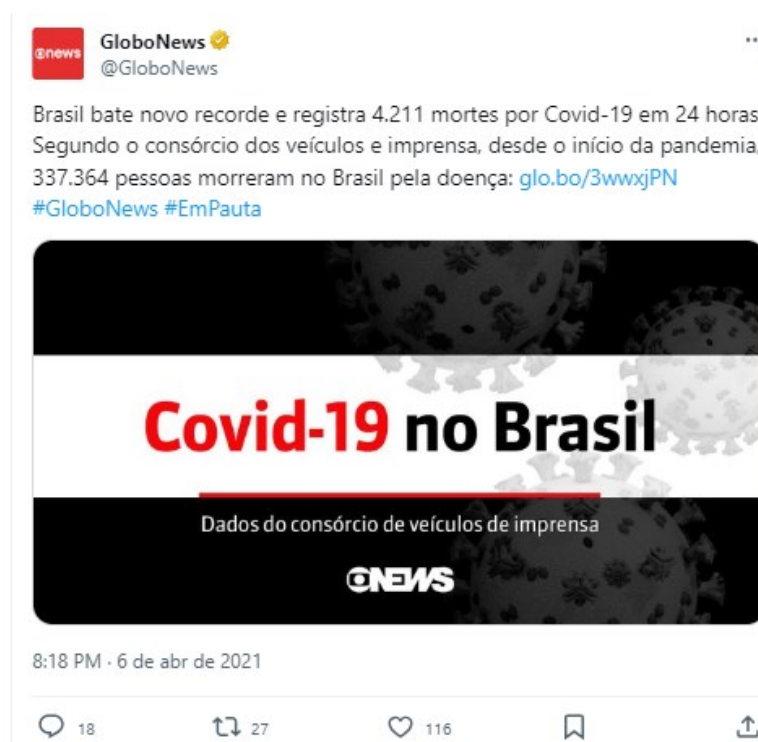 GloboNews
@GloboNews
news
Brasil bate novo recorde e registra 4.211 mortes por Covid-19 em 24 horas
Segundo o consórcio dos veículos e imprensa, desde o início da pandemia,
337.364 pessoas morreram no Brasil pela doença: glo.bo/3wwxjPN
#GloboNews #EmPauta
Covid-19 no Brasil
Dados do consórcio de veículos de imprensa
NEWS
8:18 PM · 6 de abr de 2021
18 27 116